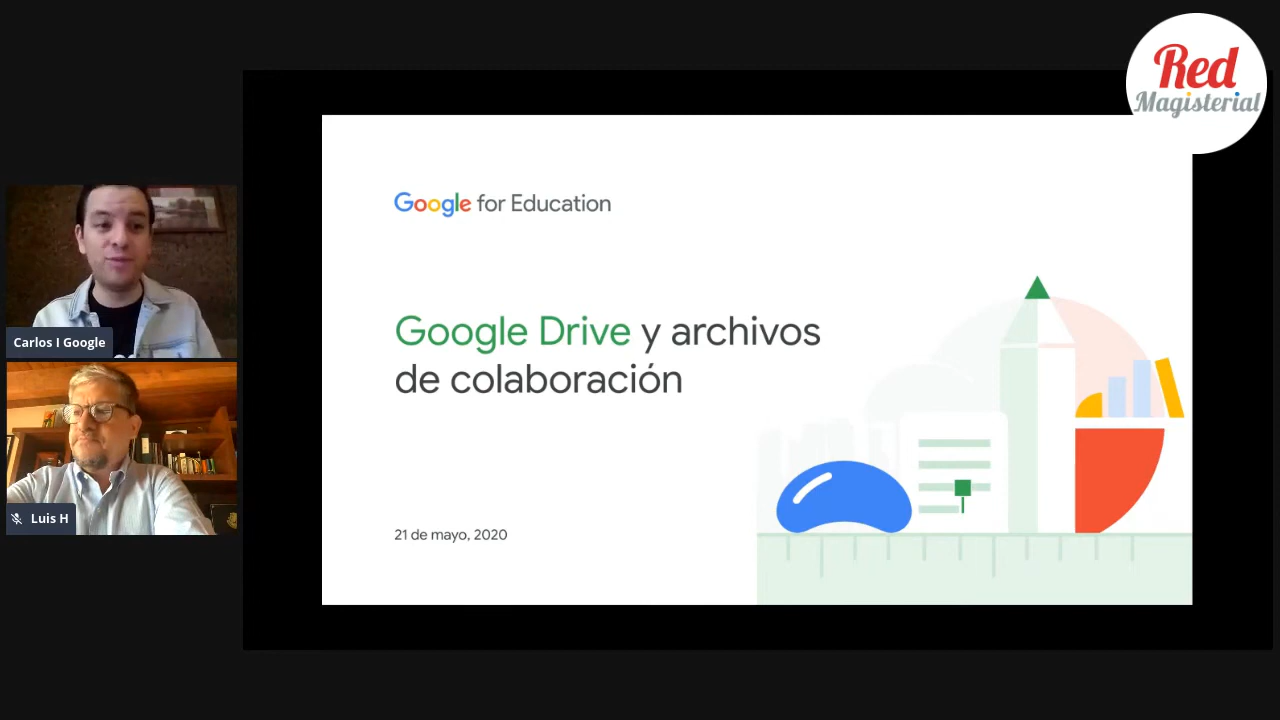 Red
Magisterial
Google for Education
Google Drive y archivos
de colaboración
21 de mayo, 2020
Carlos I Google
Luis H